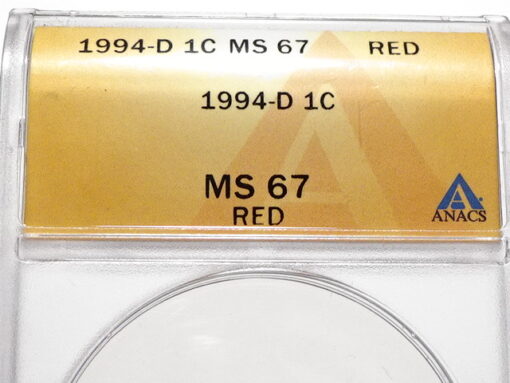 1994-D 1C MS 67 RED
1994-D 1C
MS 67
RED
ANACS